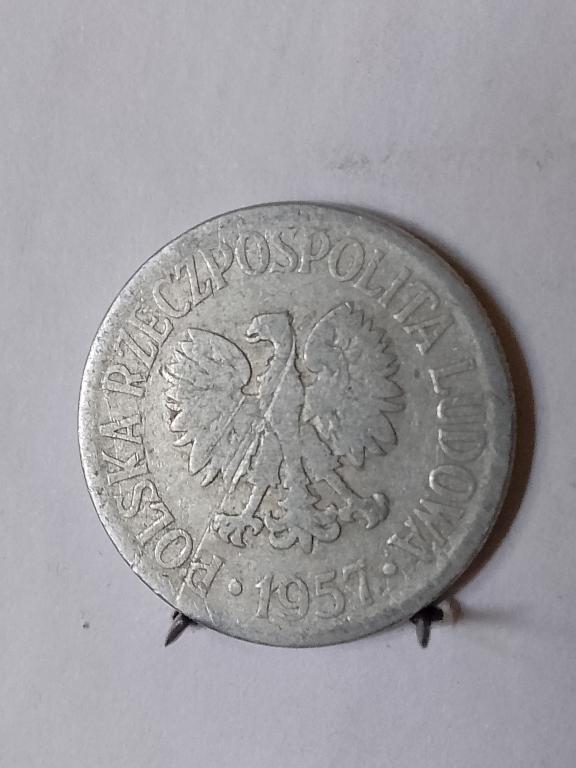 POLSKA RZECZPOSPOLITA LUDOWA
· 1957 ·